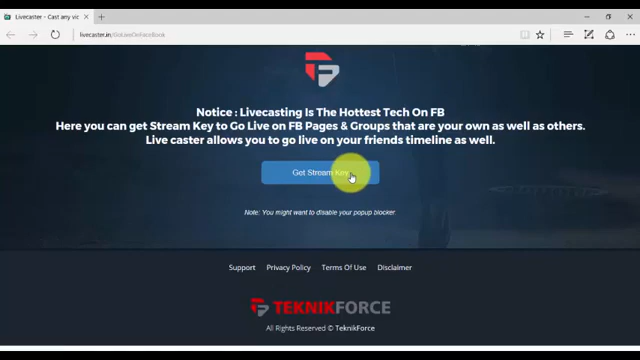 Livecaster - Cast any vic
livecaster.in/GoLiveOnFaceBook
Notice : Livecasting Is The Hottest Tech On FB
Here you can get Stream Key to Go Live on FB Pages & Groups that are your own as well as others.
Live caster allows you to go live on your friends timeline as well.
Get Stream Key
Note: You might want to disable your popup blocker.
Support Privacy Policy Terms Of Use Disclaimer
TEKNIKFORCE
All Rights Reserved © TeknikForce